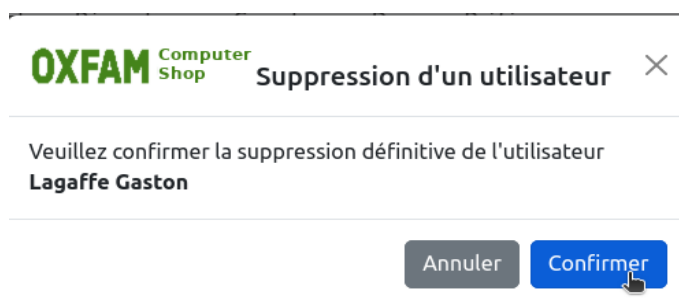 OXFAM Computer Shop
Suppression d'un utilisateur
Veuillez confirmer la suppression définitive de l'utilisateur
Lagaffe Gaston
Annuler
Confirmer